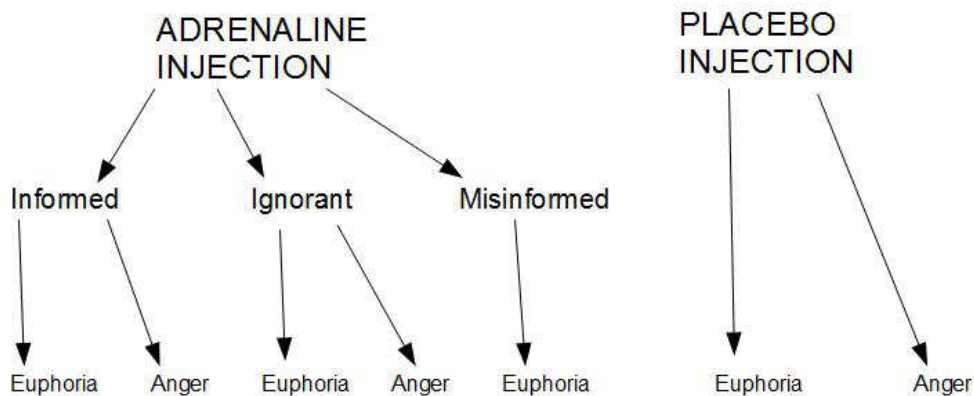 ADRENALINE
INJECTION
PLACEBO
INJECTION
Informed
Ignorant
Misinformed
Euphoria
Anger
Euphoria
Anger
Euphoria
Euphoria
Anger